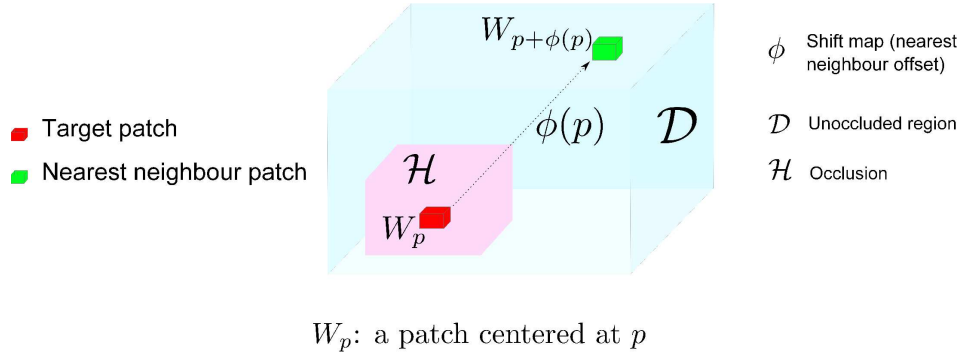 W_{p+ϕ(p)}
ϕ Shift map (nearest
neighbour offset)
Target patch
ϕ(p)
𝒟
𝒟 Unoccluded region
Nearest neighbour patch
ℋ
ℋ Occlusion
W_p
W_p: a patch centered at p